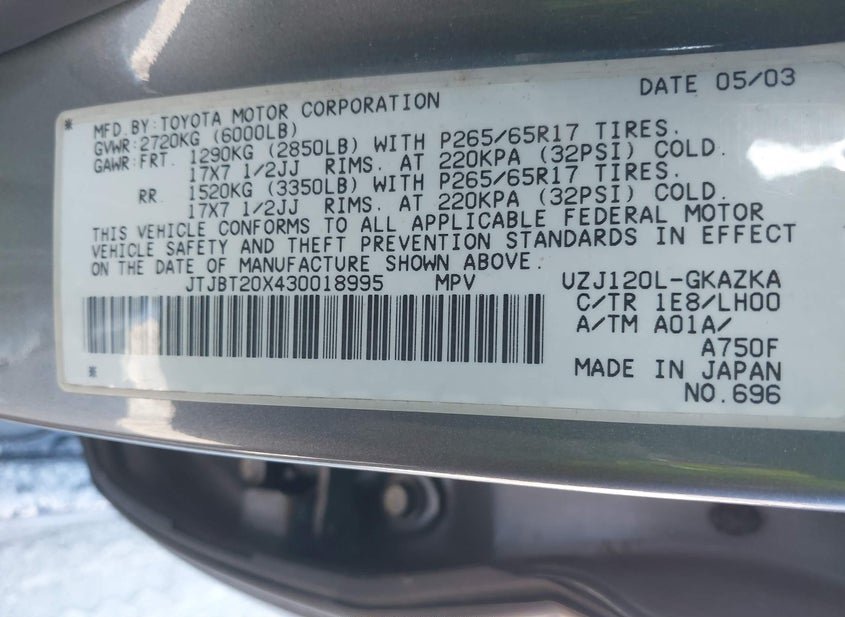 DATE 05/03
* MFD.BY:TOYOTA MOTOR CORPORATION
GVWR:2720KG (6000LB)
GAWR:FRT. 1290KG (2850LB) WITH P265/65R17 TIRES.
17X7 1/2JJ RIMS. AT 220KPA (32PSI) COLD.
RR. 1520KG (3350LB) WITH P265/65R17 TIRES.
17X7 1/2JJ RIMS. AT 220KPA (32PSI) COLD.
THIS VEHICLE CONFORMS TO ALL APPLICABLE FEDERAL MOTOR
VEHICLE SAFETY AND THEFT PREVENTION STANDARDS IN EFFECT
ON THE DATE OF MANUFACTURE SHOWN ABOVE.
JTJBT20X430018995 MPV UZJ120L-GKAZKA
C/TR 1E8/LH00
A/TM A01A/
A750F
* MADE IN JAPAN
NO.696